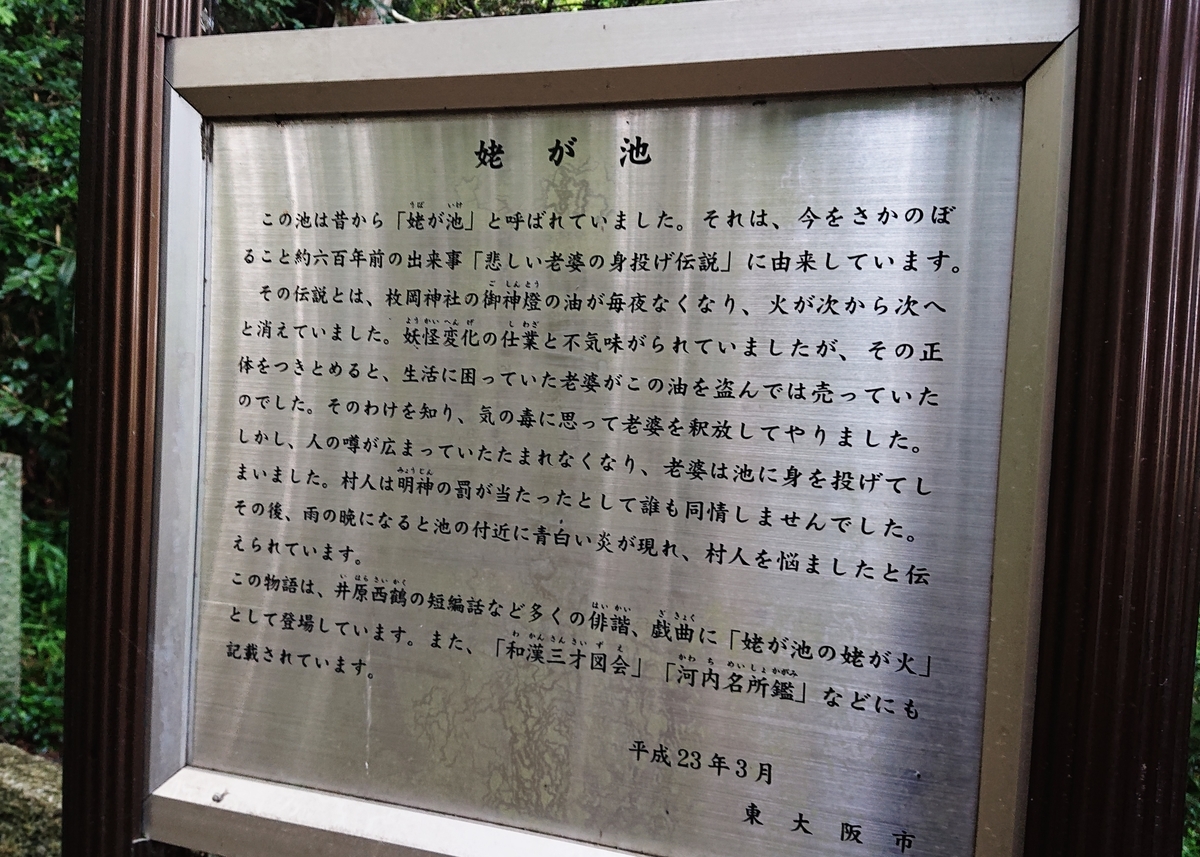 姥が池
この池は昔から「姥が池」と呼ばれていました。それは、今をさかのぼ
ること約六百年前の出来事「悲しい老婆の身投げ伝説」に由来しています。
その伝説とは、枚岡神社の御神燈の油が毎夜なくなり、火が次から次へ
と消えていました。妖怪変化の仕業と不気味がられていましたが、その正
体をつきとめると、生活に困っていた老婆がこの油を盗んでは売っていた
のでした。そのわけを知り、気の毒に思って老婆を釈放してやりました。
しかし、人の噂が広まっていたたまれなくなり、老婆は池に身を投げてし
まいました。村人は明神の罰が当たったとして誰も同情しませんでした。
その後、雨の晩になると池の付近に青白い炎が現れ、村人を悩ましたと伝
えられています。
この物語は、井原西鶴の短編話など多くの俳諧、戯曲に「姥が池の姥が火」
として登場しています。また、「和漢三才図会」「河内名所鑑」などにも
記載されています。
平成23年3月
東大阪市